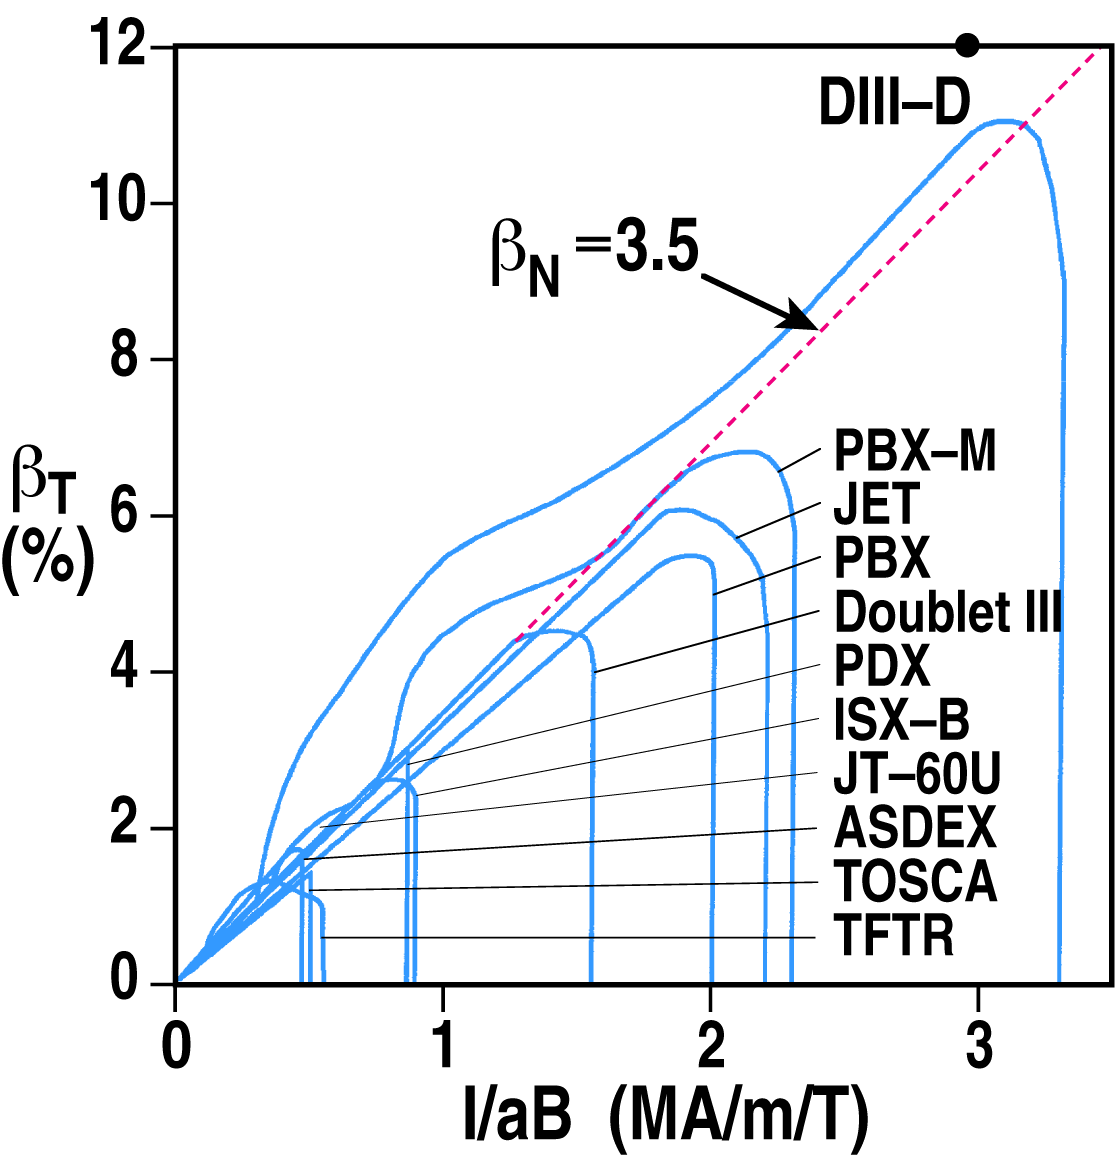 12
DIII–D
10
βN =3.5
8
βT
(%)
6
4
2
0
PBX–M
JET
PBX
Doublet III
PDX
ISX–B
JT–60U
ASDEX
TOSCA
TFTR
0 1 2 3
I/aB (MA/m/T)